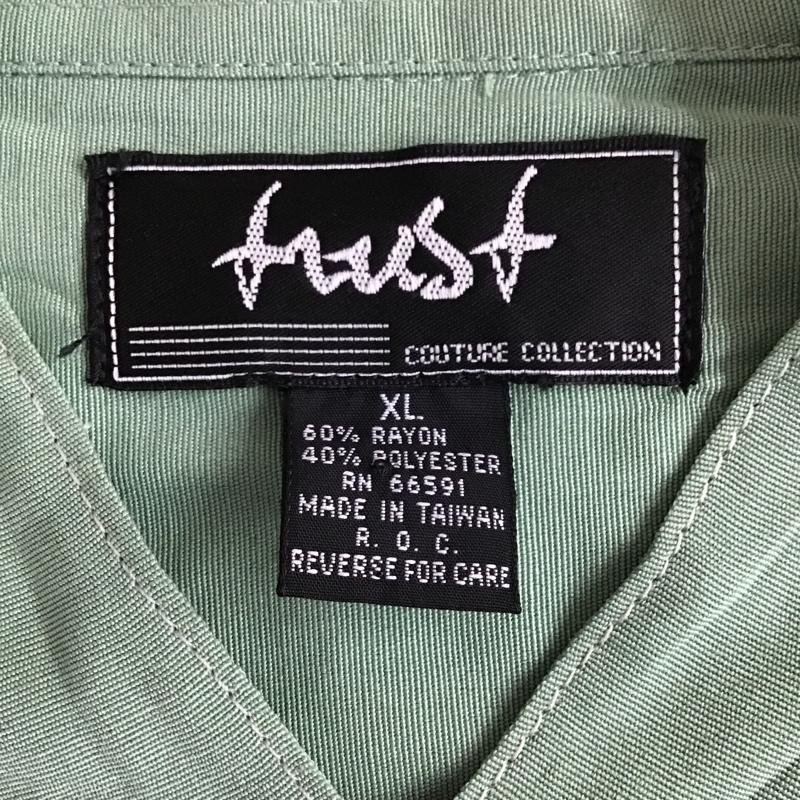 trust
COUTURE COLLECTION
XL
60% RAYON
40% POLYESTER
RN 66591
MADE IN TAIWAN
R. O. C.
REVERSE FOR CARE